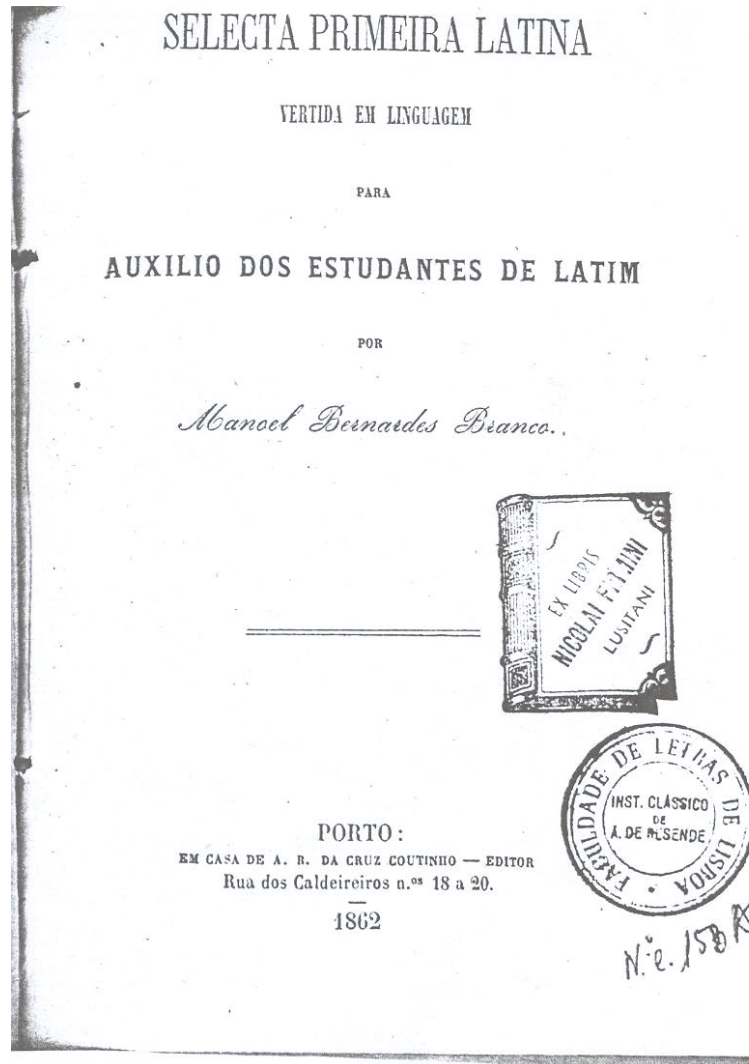 SELECTA PRIMEIRA LATINA
VERTIDA EM LINGUAGEM
PARA
AUXILIO DOS ESTUDANTES DE LATIM
POR
Manoel Bernardes Branco.
EX LIBRIS
NICOLAI
LUSITANI
FACULDADE DE LETRAS DE LISBOA
INST. CLÁSSICO
DE
A. DE RESENDE
PORTO:
EM CASA DE A. R. DA CRUZ COUTINHO — EDITOR
Rua dos Caldeireiros n.os 18 a 20.
1862